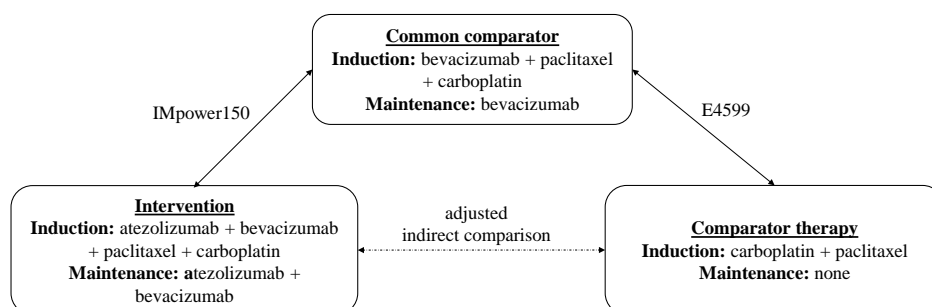 Common comparator
Induction: bevacizumab + paclitaxel
+ carboplatin
Maintenance: bevacizumab
IMpower150
E4599
Intervention
Induction: atezolizumab + bevacizumab
+ paclitaxel + carboplatin
Maintenance: atezolizumab +
bevacizumab
adjusted
indirect comparison
Comparator therapy
Induction: carboplatin + paclitaxel
Maintenance: none